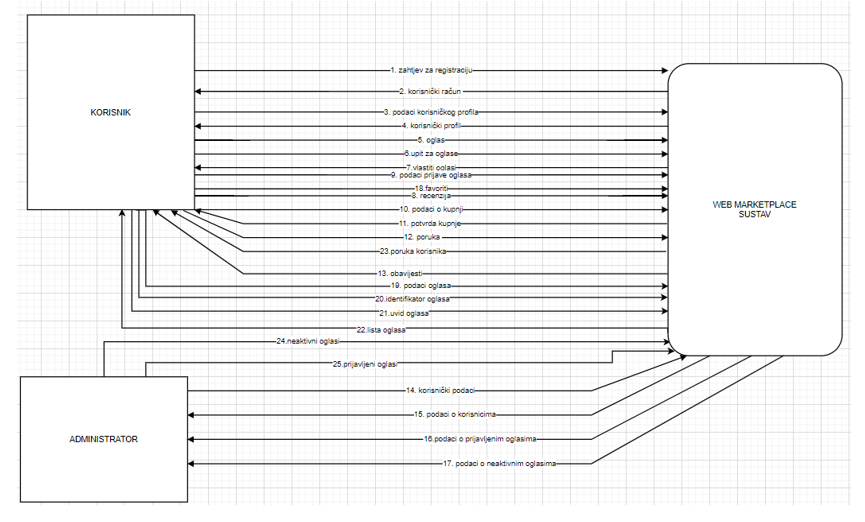 KORISNIK
1. zahtjev za registraciju
2. korisnički račun
3. podaci korisničkog profila
4. korisnički profil
5. oglas
6.upit za oglase
7.vlastiti oglasi
9. podaci prijave oglasa
18.favoriti
8. recenzija
10. podaci o kupnji
11. potvrda kupnje
12. poruka
23.poruka korisnika
13. obavijesti
19. podaci oglasa
20.identifikator oglasa
21.uvid oglasa
22.lista oglasa
24.neaktivni oglasi
25.prijavljeni oglasi
WEB MARKETPLACE
SUSTAV
ADMINISTRATOR
14. korisnički podaci
15. podaci o korisnicima
16.podaci o prijavljenim oglasima
17. podaci o neaktivnim oglasima